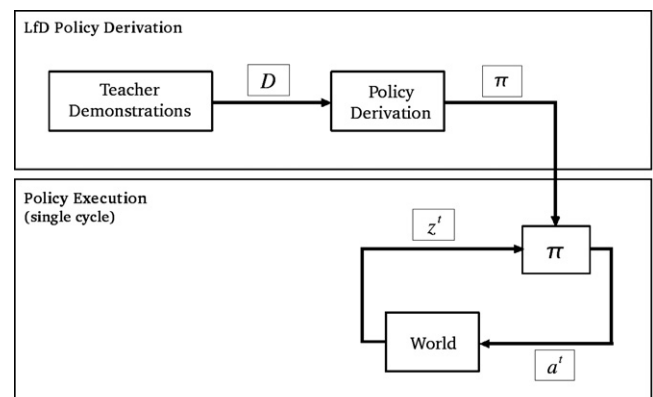 LfD Policy Derivation
Teacher
Demonstrations
D
Policy
Derivation
π
Policy Execution
(single cycle)
z^t
π
World
a^t